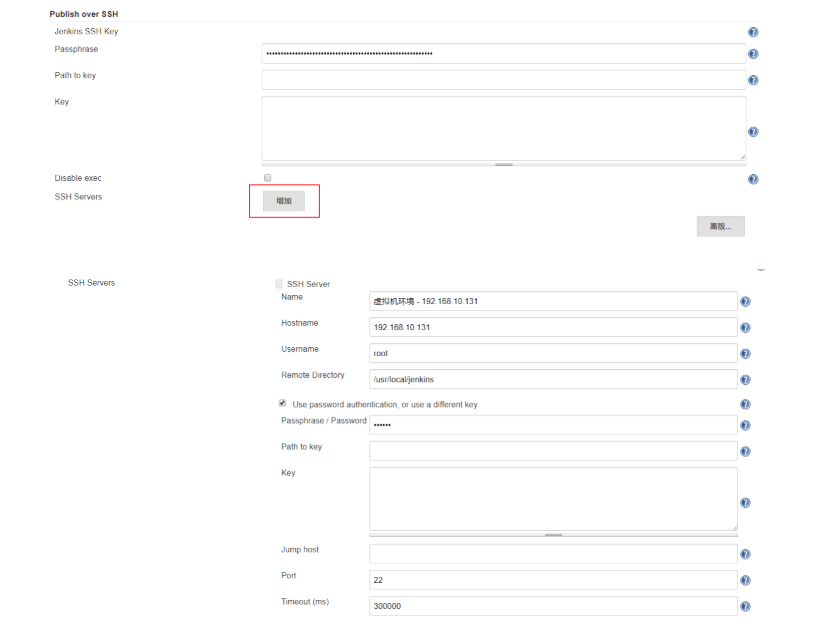 Publish over SSH
Jenkins SSH Key
Passphrase ••••••••••••••••••••••••••••••••••••••••••••••••••••••••••••
Path to key
Key
Disable exec
SSH Servers 增加
高级...
SSH Servers
SSH Server
Name 虚拟机环境 - 192.168.10.131
Hostname 192.168.10.131
Username root
Remote Directory /usr/local/jenkins
Use password authentication, or use a different key
Passphrase / Password ••••••
Path to key
Key
Jump host
Port 22
Timeout (ms) 300000